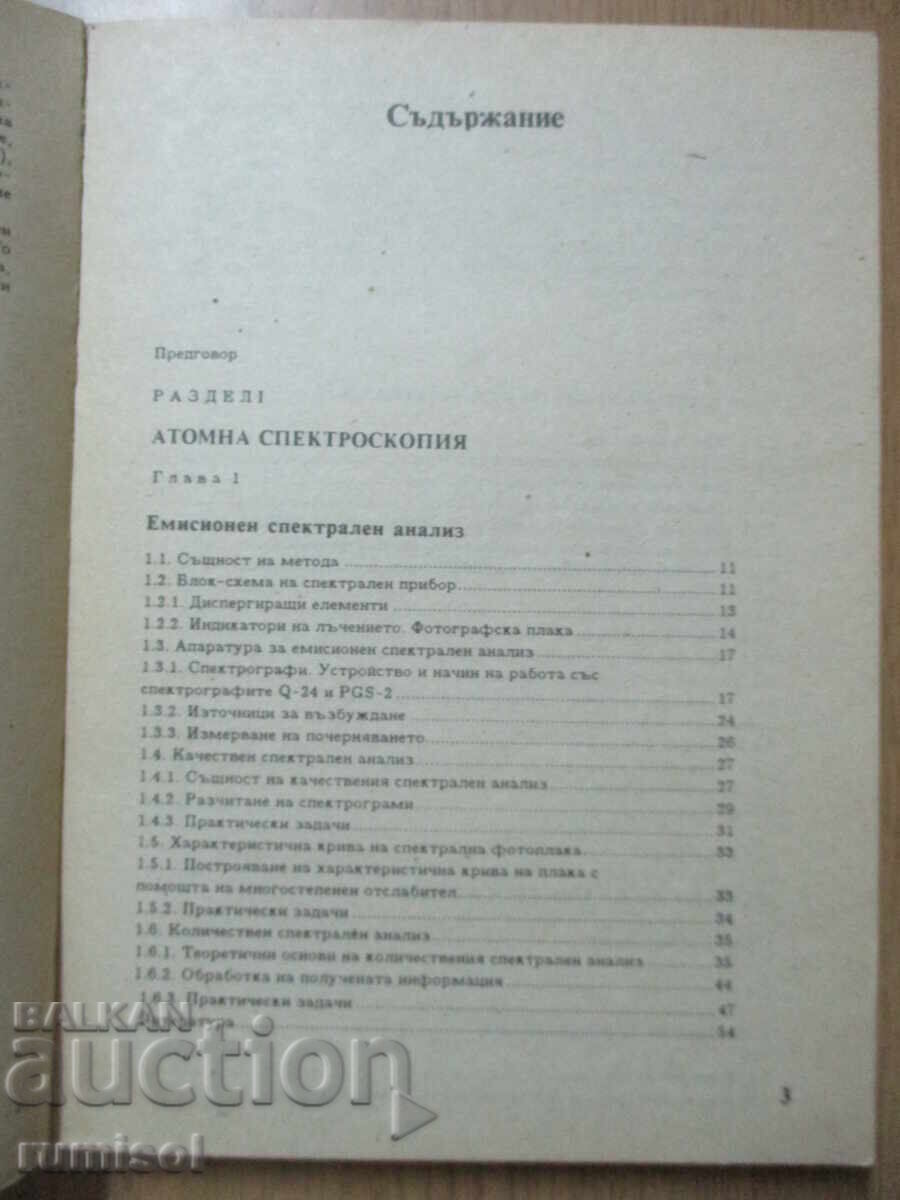 Съдържание
Предговор
РАЗДЕЛ I
АТОМНА СПЕКТРОСКОПИЯ
Глава 1
Емисионен спектрален анализ
1.1. Същност на метода 11
1.2. Блок-схема на спектрален прибор 11
1.2.1. Диспергиращи елементи 13
1.2.2. Индикатори на лъчението. Фотографска плака 14
1.3. Апаратура за емисионен спектрален анализ 17
1.3.1. Спектрографи. Устройство и начин на работа със
спектрографите Q-24 и PGS-2 17
1.3.2. Източници за възбуждане 24
1.3.3. Измерване на почерняването 26
1.4. Качествен спектрален анализ 27
1.4.1. Същност на качествения спектрален анализ 27
1.4.2. Разчитане на спектрограми 29
1.4.3. Практически задачи 31
1.5. Характеристична крива на спектрална фотоплака 32
1.5.1. Построяване на характеристична крива на плака с
помощта на многостепенен отслабител 33
1.5.2. Практически задачи 34
1.6. Количествен спектрален анализ 35
1.6.1. Теоретични основи на количествения спектрален анализ 35
1.6.2. Обработка на получената информация 44
1.6.3. Практически задачи 47
54
3
BALKAN
auction
rumisol